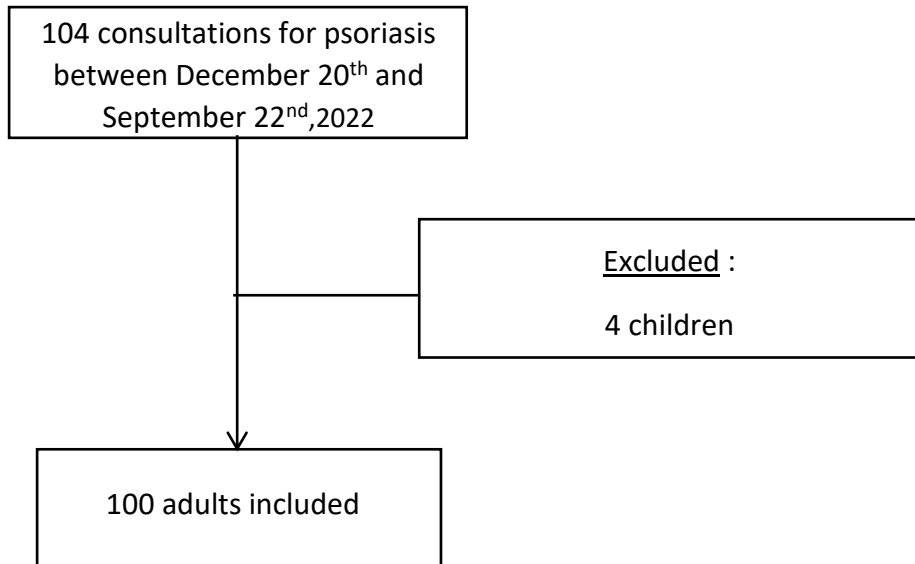 104 consultations for psoriasis
between December 20th and
September 22nd,2022
Excluded :
4 children
100 adults included